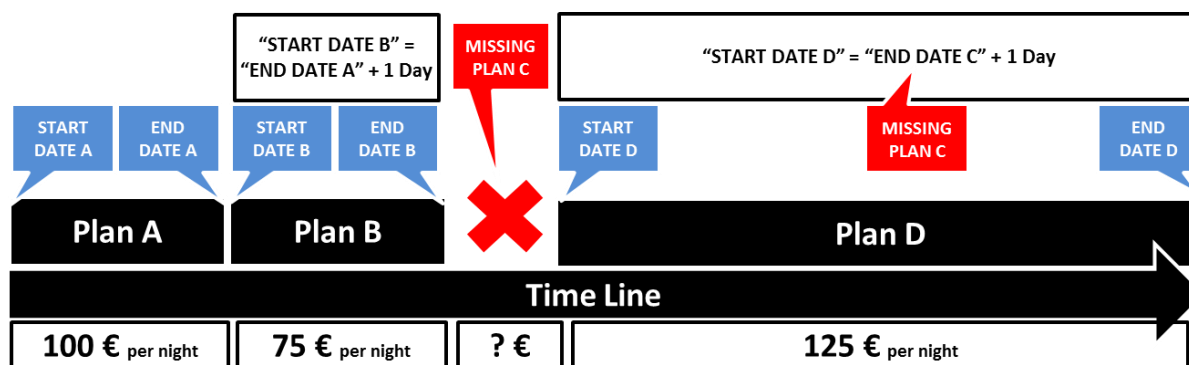 “START DATE B” =
“END DATE A” + 1 Day
MISSING
PLAN C
“START DATE D” = “END DATE C” + 1 Day
START
DATE A
END
DATE A
START
DATE B
END
DATE B
START
DATE D
MISSING
PLAN C
END
DATE D
Plan A
Plan B
Plan D
Time Line
100 € per night
75 € per night
? €
125 € per night